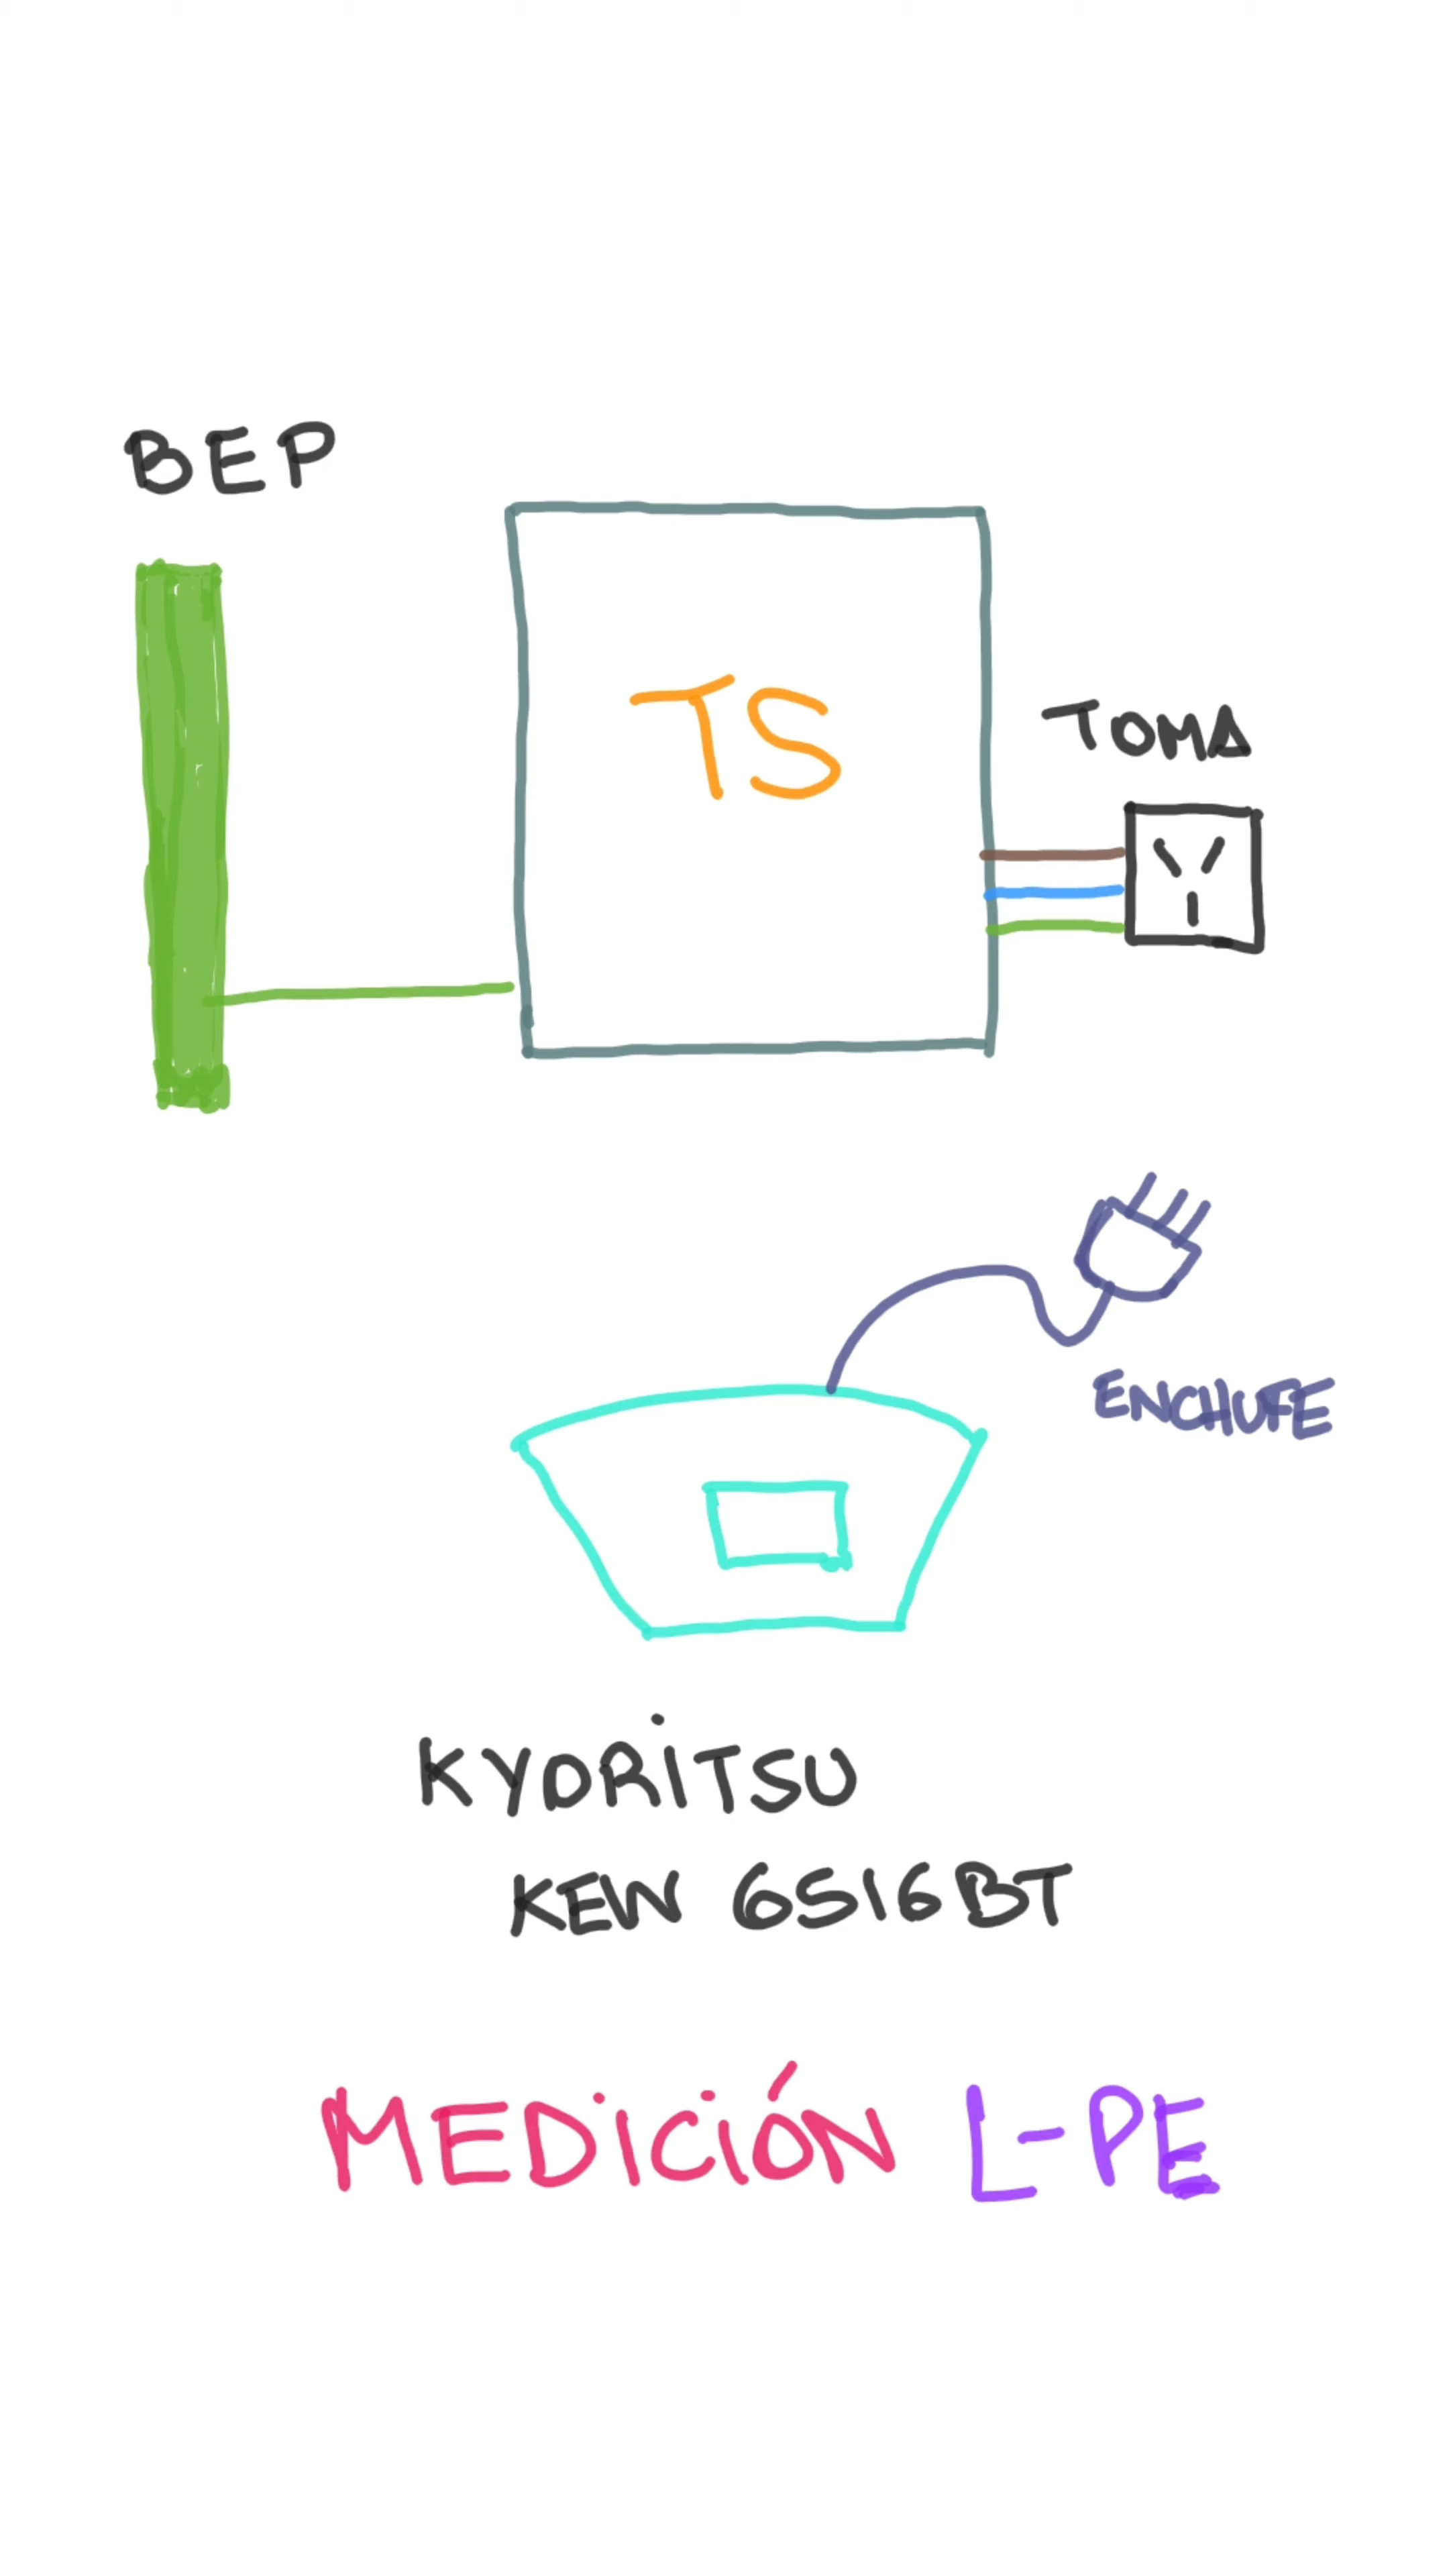 BEP
TS
TOMA
ENCHUFE
KYORITSU
KEW 6516BT
MEDICIÓN L-PE